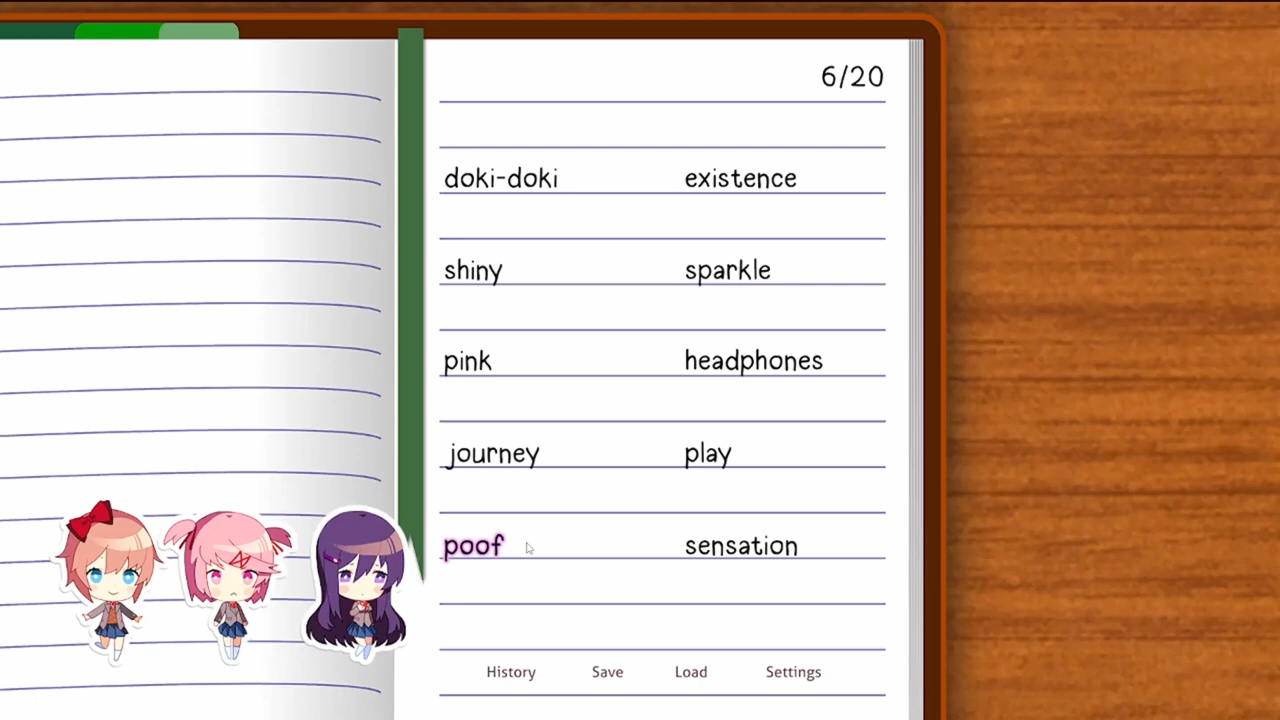 6/20
doki-doki existence
shiny sparkle
pink headphones
journey play
poof sensation
History Save Load Settings